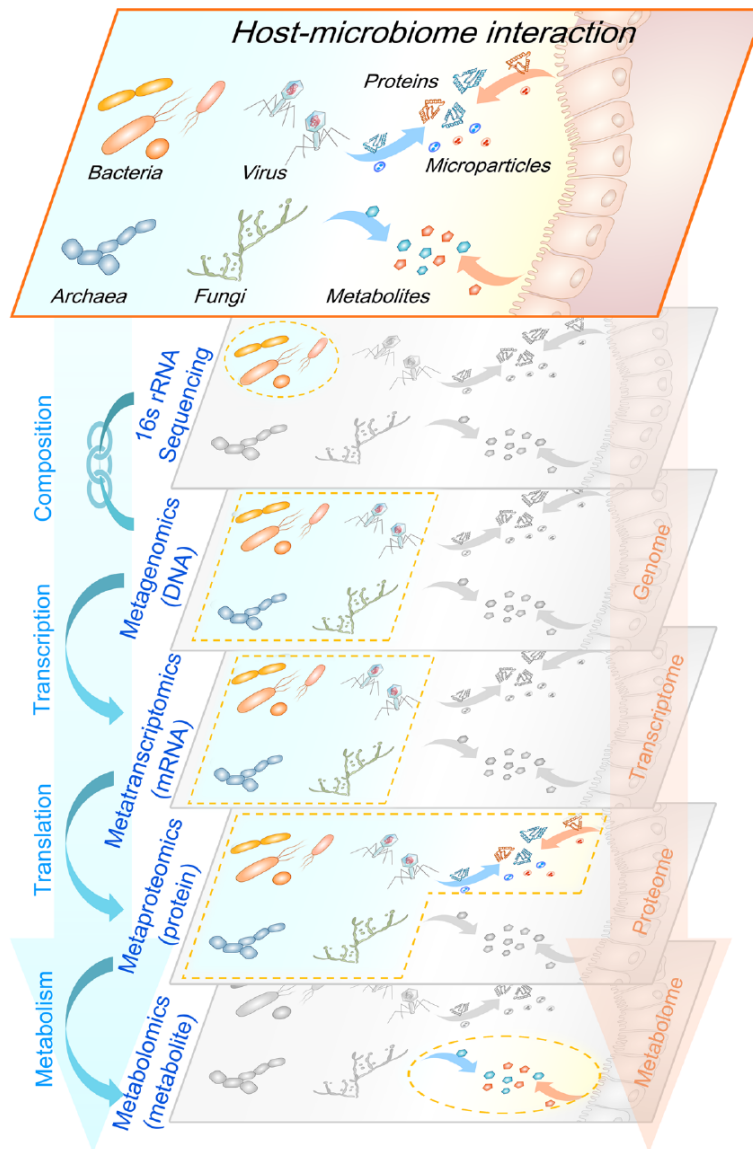 Host-microbiome interaction
Proteins
Bacteria
Virus
Microparticles
Archaea
Fungi
Metabolites
Composition
16s rRNA
Sequencing
Metagenomics
(DNA)
Genome
Transcription
Metatranscriptomics
(mRNA)
Transcriptome
Translation
Metaproteomics
(protein)
Proteome
Metabolism
Metabolomics
(metabolite)
Metabolome